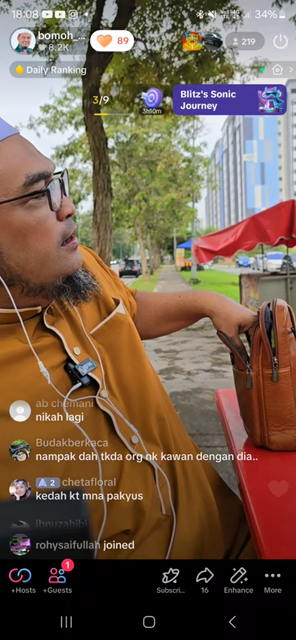 18:08
34%
bomoh_...
8.2K
89
219
Daily Ranking
3/9
3h50m
Blitz's Sonic
Journey
ab chemani
nikah lagi
Budakberkaca
nampak dah tkda org nk kawan dengan dia..
2 chetafloral
kedah kt mna pakyus
rohysaifullah joined
1
+Hosts
+Guests
Subscri...
16
Enhance
More